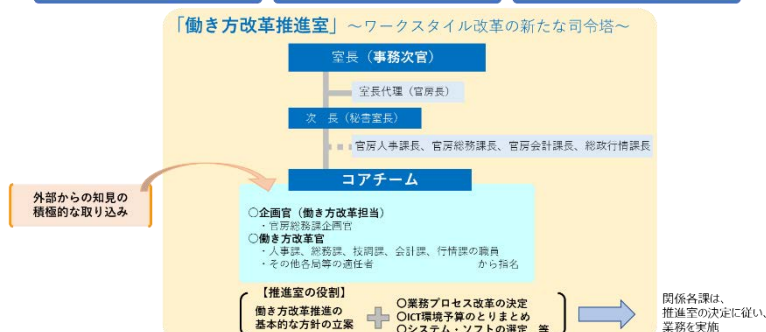 「働き方改革推進室」～ワークスタイル改革の新たな司令塔～
室長（事務次官）
室長代理（官房長）
次　長（秘書室長）
官房人事課長、官房総務課長、官房会計課長、総政行情課長
コアチーム
外部からの知見の
積極的な取り込み
○企画官（働き方改革担当）
・官房総務課企画官
○働き方改革官
・人事課、総務課、技調課、会計課、行情課の職員
・その他各局等の適任者　　　　　　から指名
【推進室の役割】
働き方改革推進の
基本的な方針の立案
○業務プロセス改革の決定
○ICT環境予算のとりまとめ
○システム・ソフトの選定　等
関係各課は、
推進室の決定に従い、
業務を実施